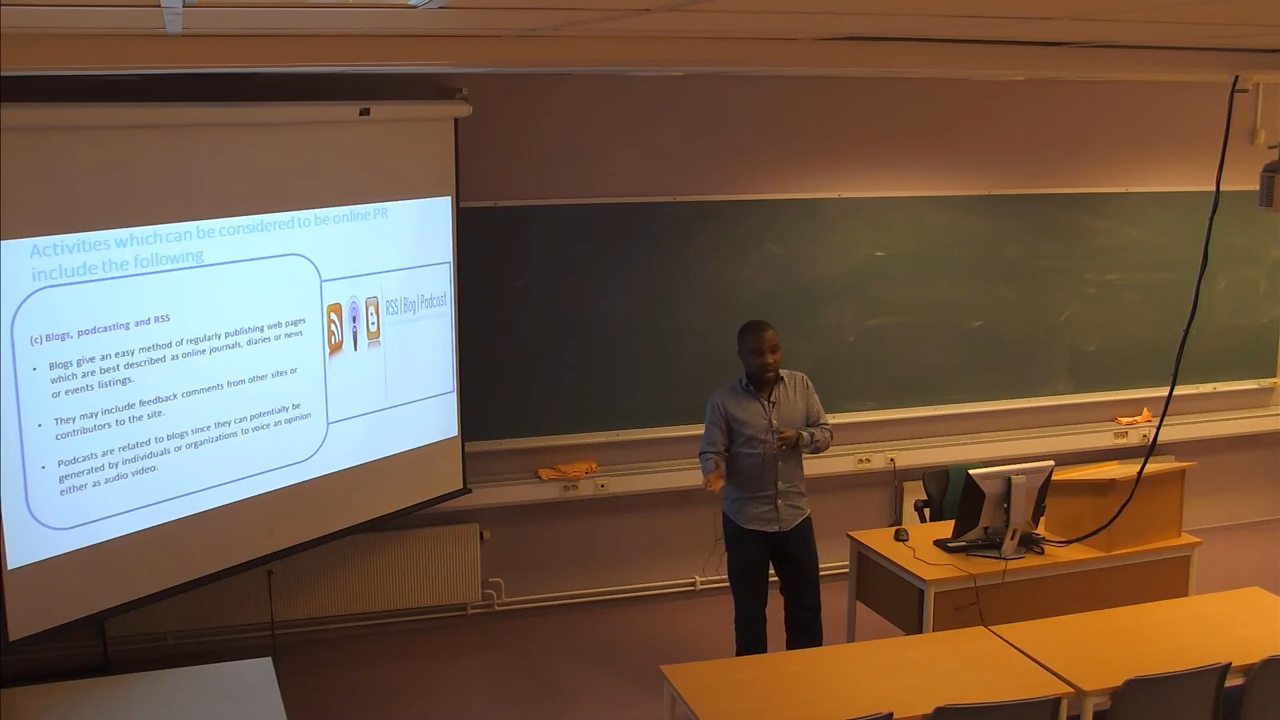 Activities which can be considered to be online PR
include the following
(c) Blogs, podcasting and RSS
• Blogs give an easy method of regularly publishing web pages
which are best described as online journals, diaries or news
or events listings.
• They may include feedback comments from other sites or
contributors to the site.
• Podcasts are related to blogs since they can potentially be
generated by individuals or organizations to voice an opinion
either as audio video.
RSS | Blog | Podcast